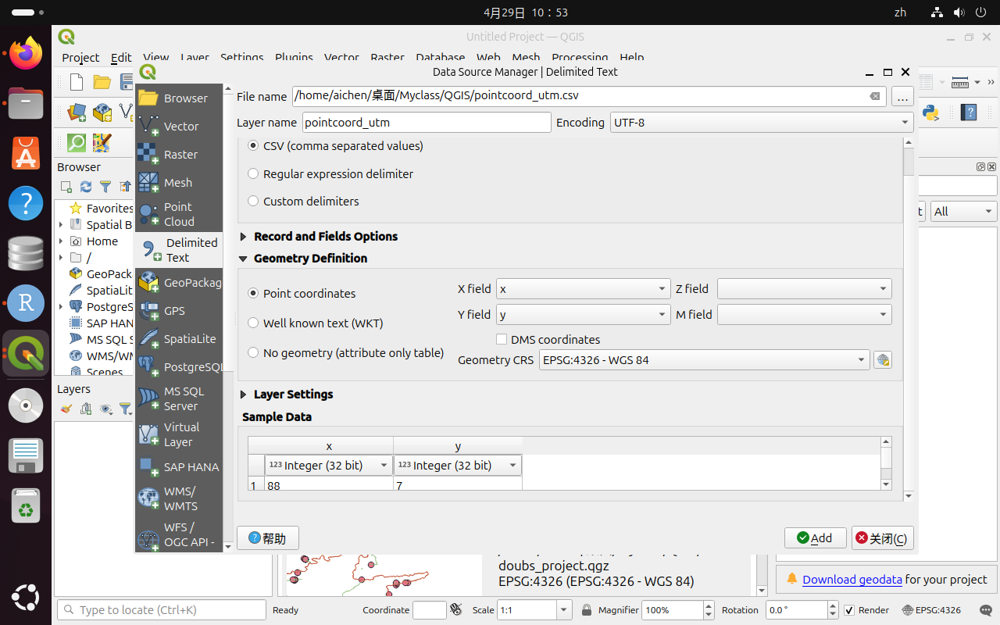 4月29日 10：53
zh
Untitled Project — QGIS
Project Edit View Layer Settings Plugins Vector Raster Database Web Mesh Processing Help
Data Source Manager | Delimited Text
Browser
Vector
Raster
Mesh
Point
Cloud
Delimited
Text
GeoPackag
GPS
SpatiaLite
PostgreSQL
MS SQL
Server
Virtual
Layer
SAP HANA
WMS/
WMTS
WFS /
OGC API -
File name /home/aichen/桌面/Myclass/QGIS/pointcoord_utm.csv
...
Layer name pointcoord_utm Encoding UTF-8
CSV (comma separated values)
Regular expression delimiter
Custom delimiters
Record and Fields Options
Geometry Definition
Point coordinates
Well known text (WKT)
No geometry (attribute only table)
X field x Z field
Y field y M field
DMS coordinates
Geometry CRS EPSG:4326 - WGS 84
Layer Settings
Sample Data
x y
123 Integer (32 bit) 123 Integer (32 bit)
1 88 7
帮助
Add
关闭(C)
Browser
Favorites
Spatial B
Home
/
GeoPack
SpatiaLit
PostgreS
SAP HAN
MS SQL S
WMS/WM
Scenes
Layers
All
doubs_project.qgz
EPSG:4326 (EPSG:4326 - WGS 84)
Download geodata for your project
Type to locate (Ctrl+K)
Ready
Coordinate
Scale 1:1
Magnifier 100%
Rotation 0.0 °
Render
EPSG:4326